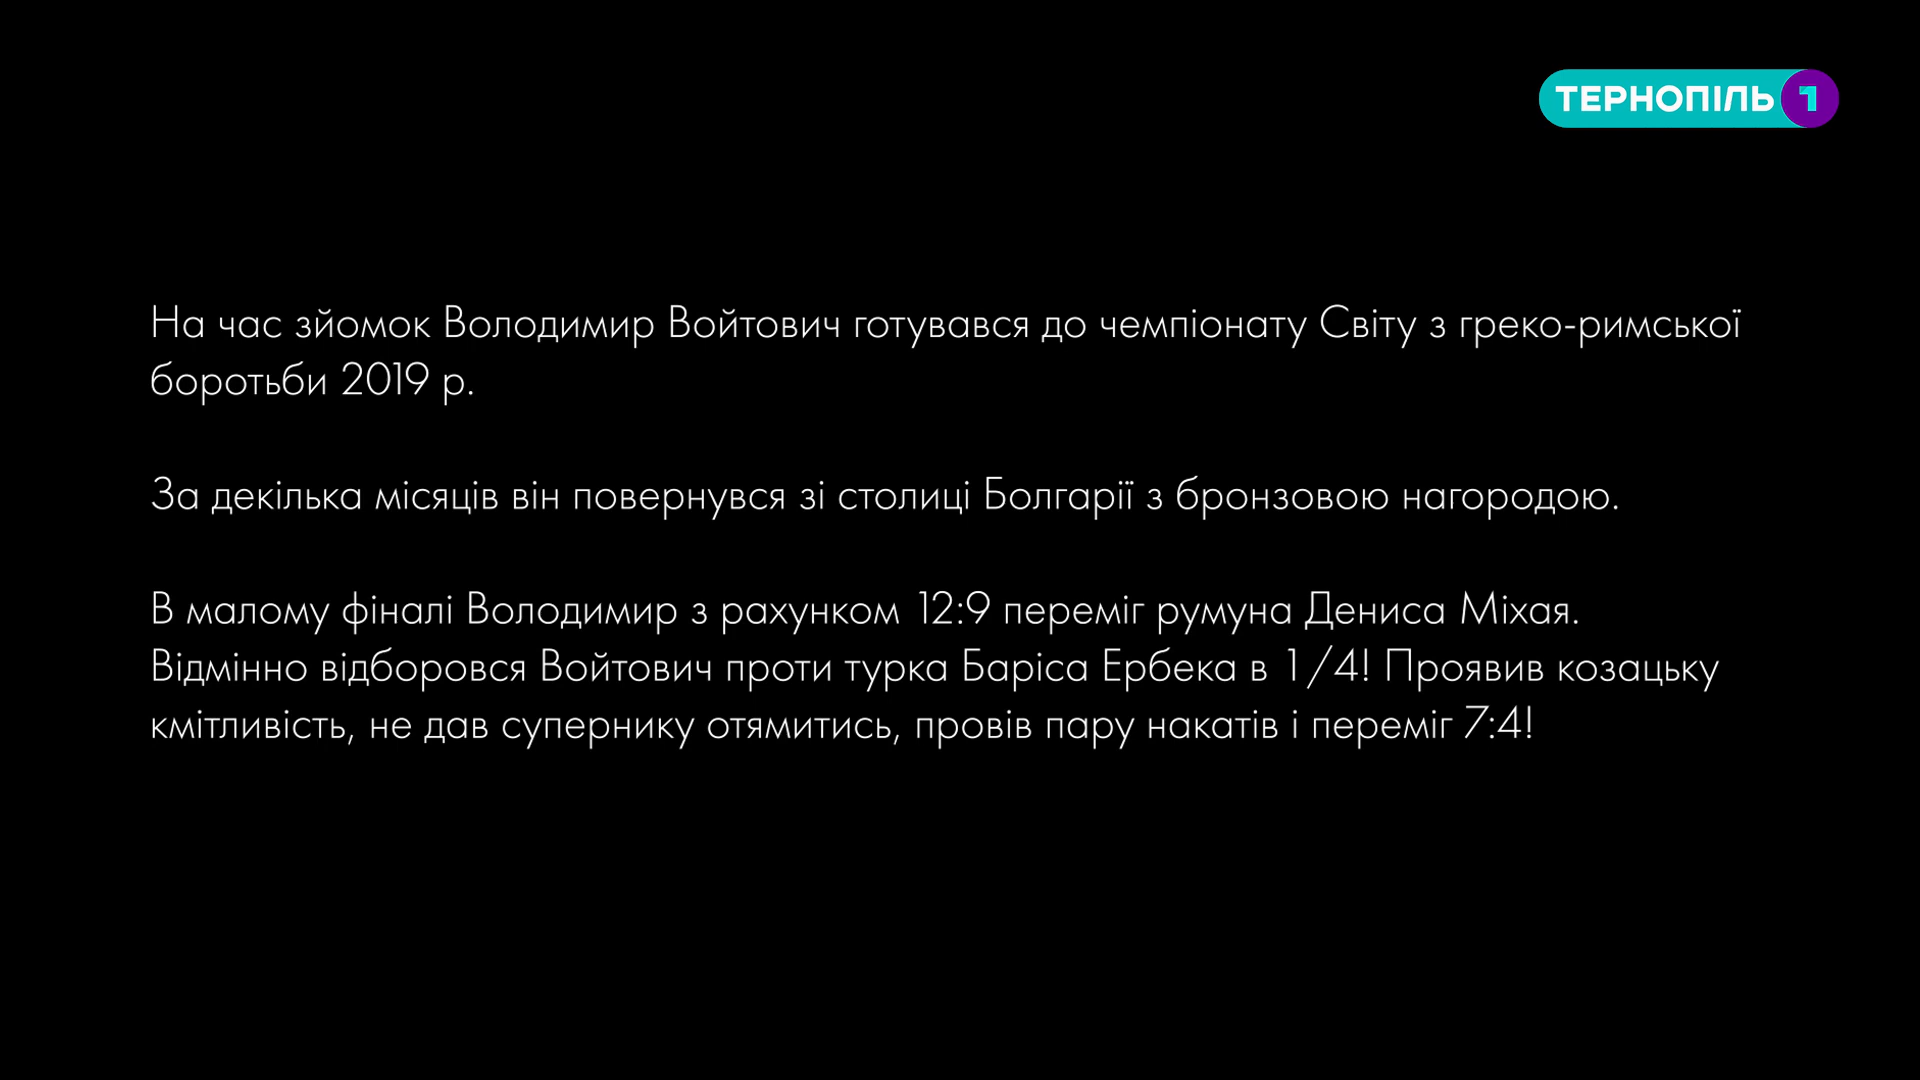 ТЕРНОПІЛЬ 1
На час зйомок Володимир Войтович готувався до чемпіонату Світу з греко-римської
боротьби 2019 р.
За декілька місяців він повернувся зі столиці Болгарії з бронзовою нагородою.
В малому фіналі Володимир з рахунком 12:9 переміг румуна Дениса Міхая.
Відмінно відборовся Войтович проти турка Баріса Ербека в 1/4! Проявив козацьку
кмітливість, не дав супернику отямитись, провів пару накатів і переміг 7:4!